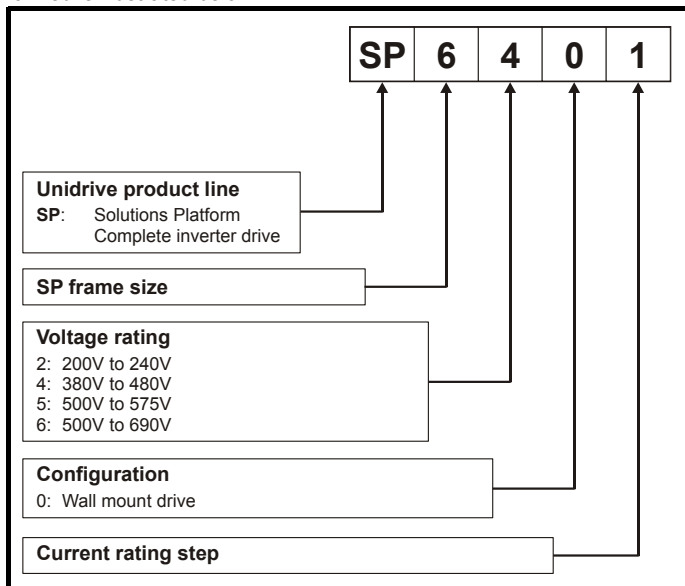 SP 6 4 0 1
Unidrive product line
SP: Solutions Platform
Complete inverter drive
SP frame size
Voltage rating
2: 200V to 240V
4: 380V to 480V
5: 500V to 575V
6: 500V to 690V
Configuration
0: Wall mount drive
Current rating step